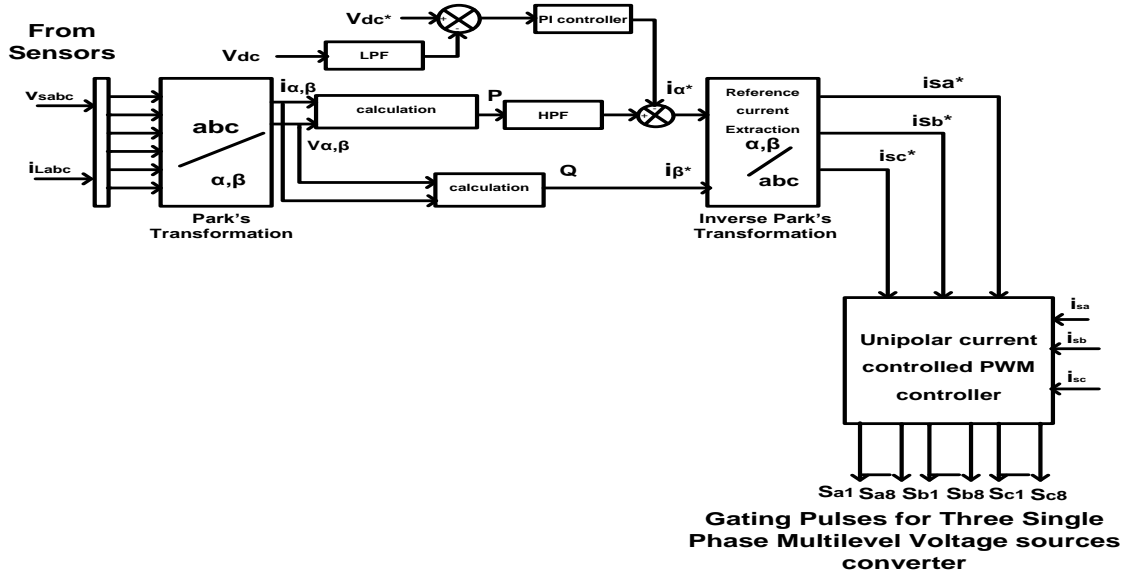 From
Sensors
Vdc*
+
-
PI controller
Vdc
LPF
vsabc
iLabc
abc
α,β
Park's
Transformation
iα,β
Vα,β
calculation
P
HPF
-
+
iα*
calculation
Q
iβ*
Reference
current
Extraction
α,β
abc
Inverse Park's
Transformation
isa*
isb*
isc*
Unipolar current
controlled PWM
controller
isa
isb
isc
Sa1 Sa8 Sb1 Sb8 Sc1 Sc8
Gating Pulses for Three Single
Phase Multilevel Voltage sources
converter